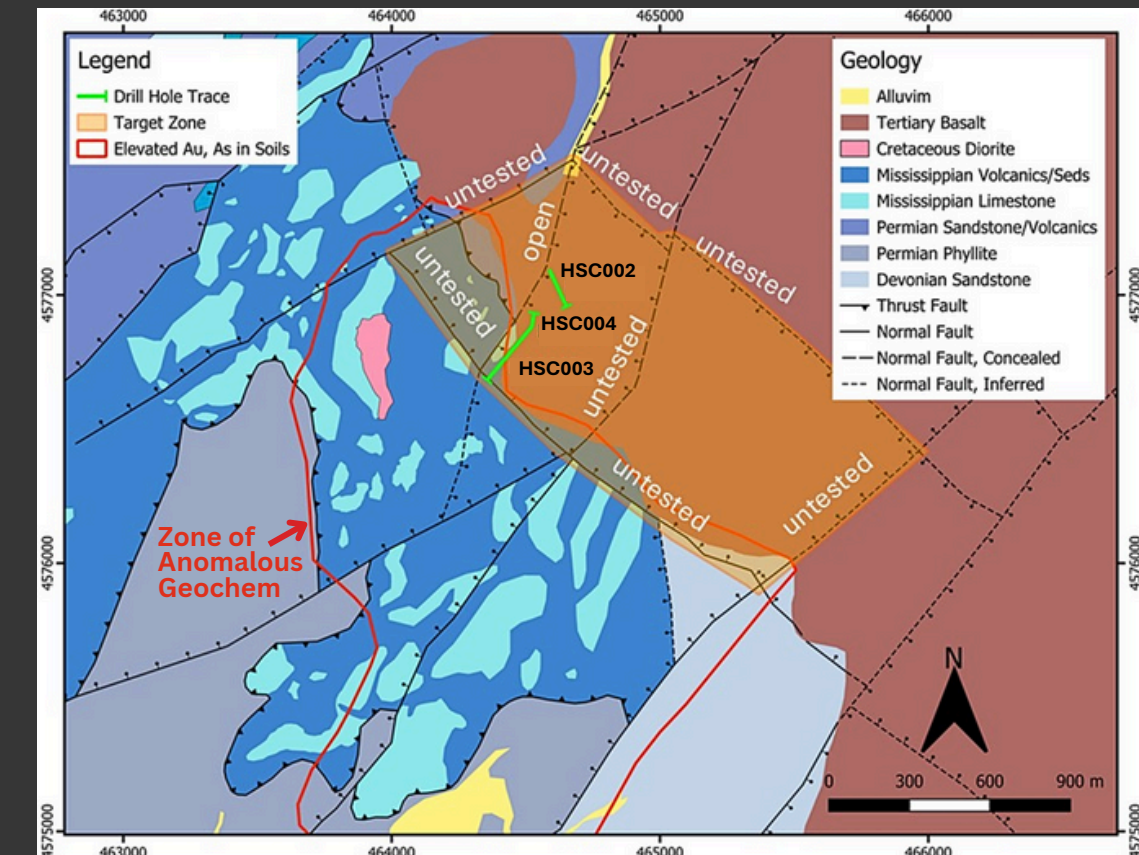 463000
464000
465000
466000
Legend
Drill Hole Trace
Target Zone
Elevated Au, As in Soils
Geology
Alluvim
Tertiary Basalt
Cretaceous Diorite
Mississippian Volcanics/Seds
Mississippian Limestone
Permian Sandstone/Volcanics
Permian Phyllite
Devonian Sandstone
Thrust Fault
Normal Fault
Normal Fault, Concealed
Normal Fault, Inferred
untested
untested
untested
open
untested
HSC002
HSC004
HSC003
untested
untested
untested
4577000
4577000
Zone of
Anomalous
Geochem
4576000
4576000
N
0 300 600 900 m
4575000
4575000
463000
464000
465000
466000